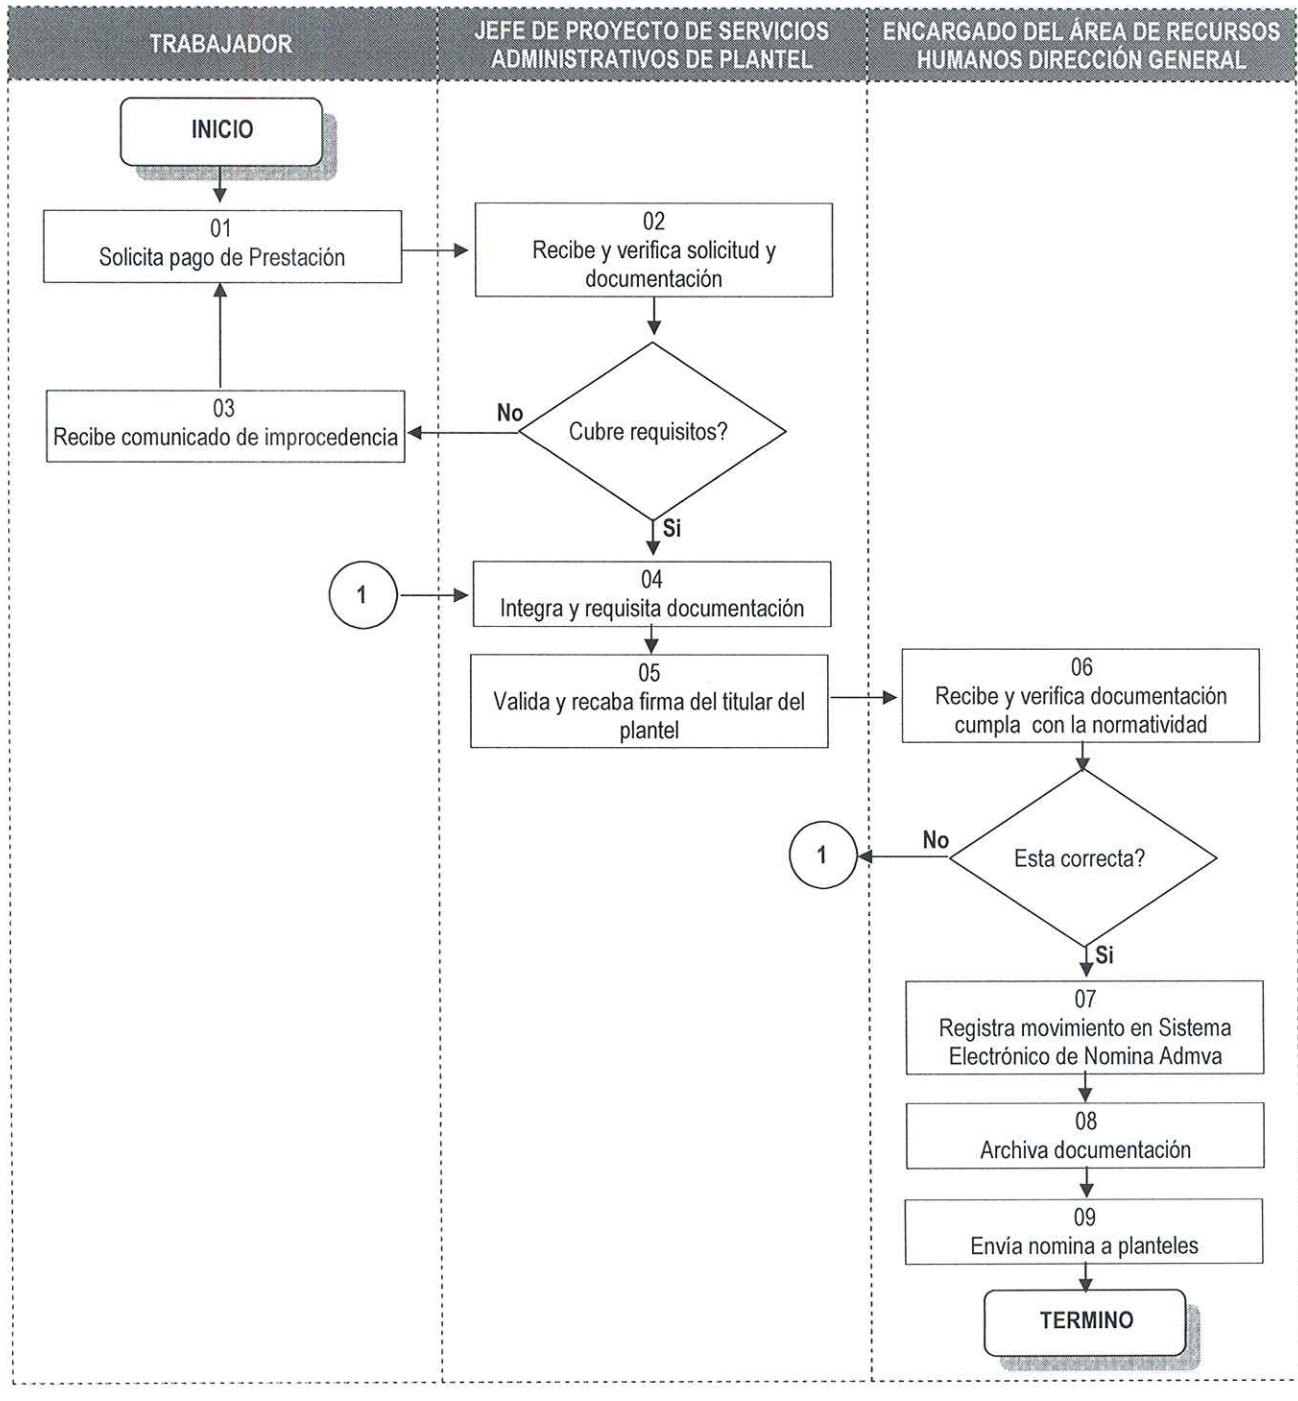 TRABAJADOR
JEFE DE PROYECTO DE SERVICIOS
ADMINISTRATIVOS DE PLANTEL
ENCARGADO DEL ÁREA DE RECURSOS
HUMANOS DIRECCIÓN GENERAL
INICIO
01
Solicita pago de Prestación
02
Recibe y verifica solicitud y
documentación
03
Recibe comunicado de improcedencia
No
Cubre requisitos?
Si
1
04
Integra y requisita documentación
05
Valida y recaba firma del titular del
plantel
06
Recibe y verifica documentación
cumpla con la normatividad
1
No
Esta correcta?
Si
07
Registra movimiento en Sistema
Electrónico de Nomina Admva
08
Archiva documentación
09
Envía nomina a planteles
TERMINO